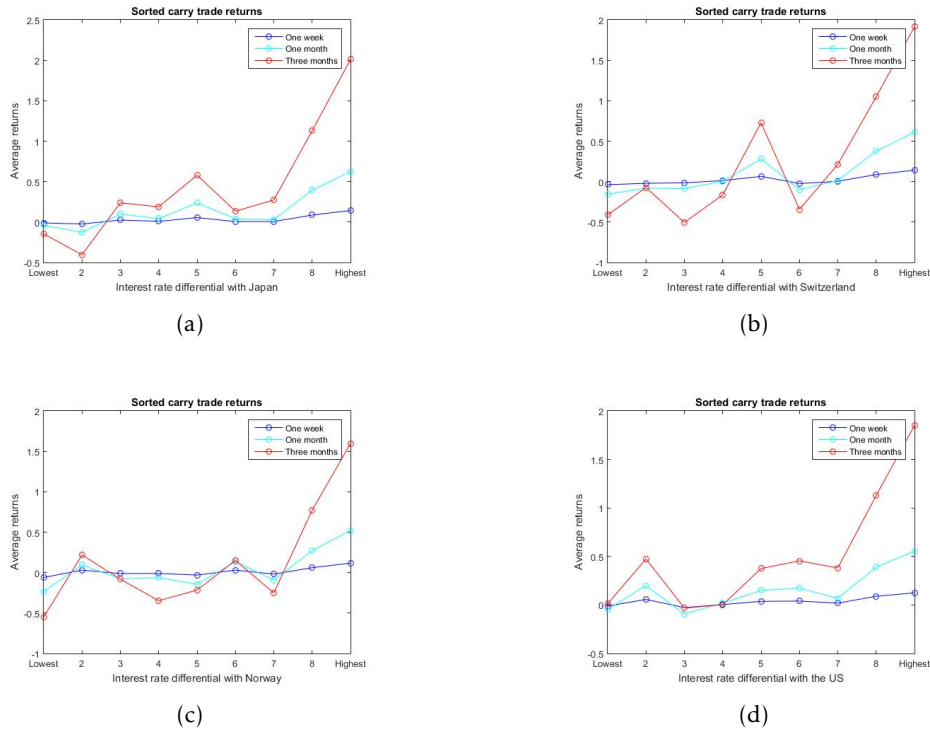 Sorted carry trade returns
2.5
2
1.5
1
0.5
0
-0.5
Average returns
One week
One month
Three months
Lowest 2 3 4 5 6 7 8 Highest
Interest rate differential with Japan
(a)
Sorted carry trade returns
2
1.5
1
0.5
0
-0.5
-1
Average returns
One week
One month
Three months
Lowest 2 3 4 5 6 7 8 Highest
Interest rate differential with Switzerland
(b)
Sorted carry trade returns
2
1.5
1
0.5
0
-0.5
-1
Average returns
One week
One month
Three months
Lowest 2 3 4 5 6 7 8 Highest
Interest rate differential with Norway
(c)
Sorted carry trade returns
2
1.5
1
0.5
0
-0.5
Average returns
One week
One month
Three months
Lowest 2 3 4 5 6 7 8 Highest
Interest rate differential with the US
(d)